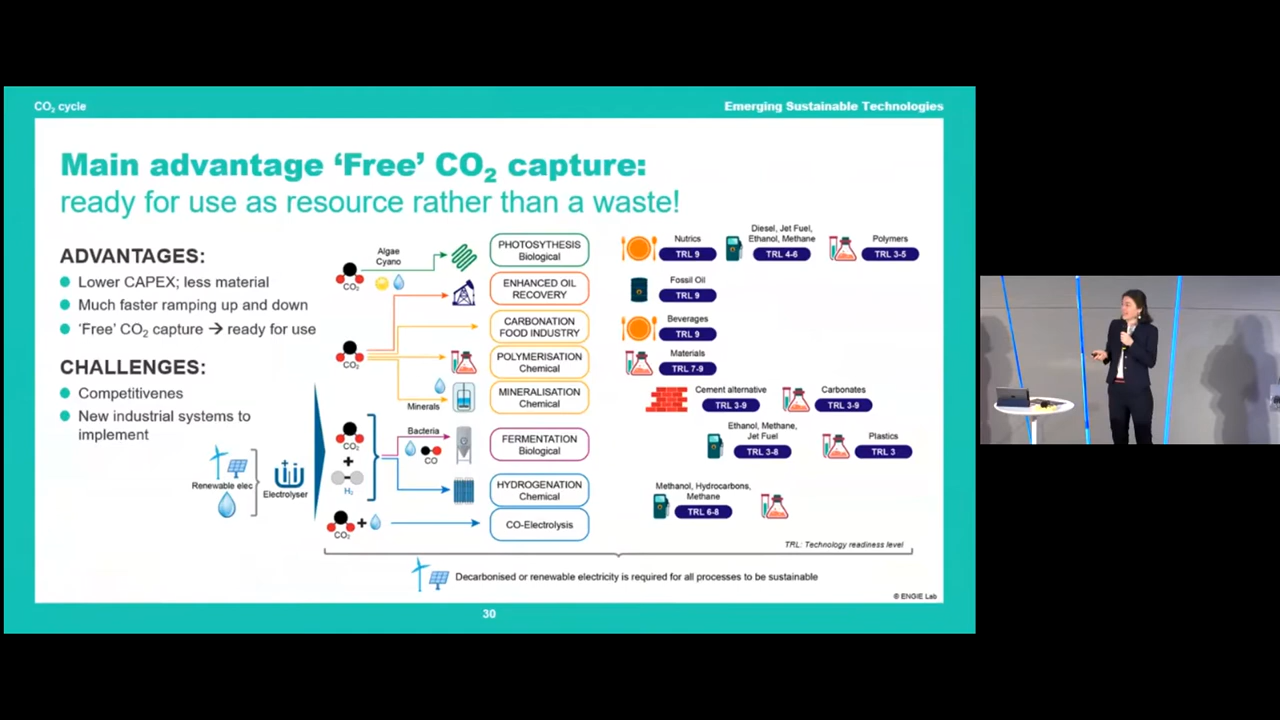 CO₂ cycle
Emerging Sustainable Technologies
Main advantage ‘Free’ CO₂ capture:
ready for use as resource rather than a waste!
ADVANTAGES:
Lower CAPEX; less material
Much faster ramping up and down
‘Free’ CO₂ capture → ready for use
CHALLENGES:
Competitivenes
New industrial systems to
implement
Renewable elec
Electrolyser
CO₂
Algae
Cyano
PHOTOSYTHESIS
Biological
Nutrics
TRL 9
Diesel, Jet Fuel,
Ethanol, Methane
TRL 4-6
Polymers
TRL 3-5
ENHANCED OIL
RECOVERY
Fossil Oil
TRL 9
CO₂
CARBONATION
FOOD INDUSTRY
Beverages
TRL 9
POLYMERISATION
Chemical
Materials
TRL 7-9
Minerals
MINERALISATION
Chemical
Cement alternative
TRL 3-9
Carbonates
TRL 3-9
CO₂
+
H₂
Bacteria
CO
FERMENTATION
Biological
Ethanol, Methane,
Jet Fuel
TRL 3-8
Plastics
TRL 3
HYDROGENATION
Chemical
Methanol, Hydrocarbons,
Methane
TRL 6-8
CO₂
+
CO-Electrolysis
TRL: Technology readiness level
Decarbonised or renewable electricity is required for all processes to be sustainable
© ENGIE Lab
30